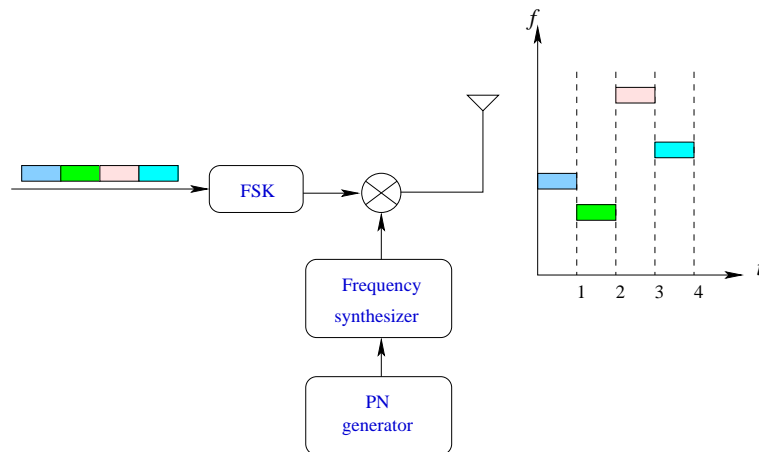 f
FSK
Frequency
synthesizer
PN
generator
1 2 3 4
t